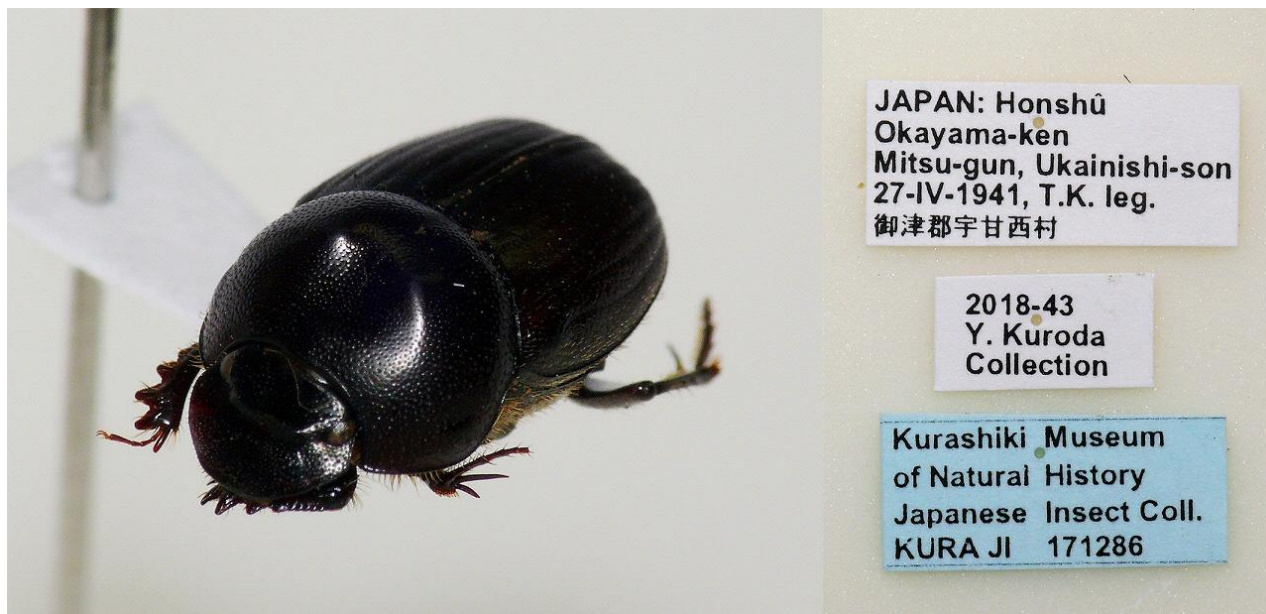 JAPAN: Honshû
Okayama-ken
Mitsu-gun, Ukainishi-son
27-IV-1941, T.K. leg.
御津郡宇甘西村
2018-43
Y. Kuroda
Collection
Kurashiki Museum
of Natural History
Japanese Insect Coll.
KURA JI 171286